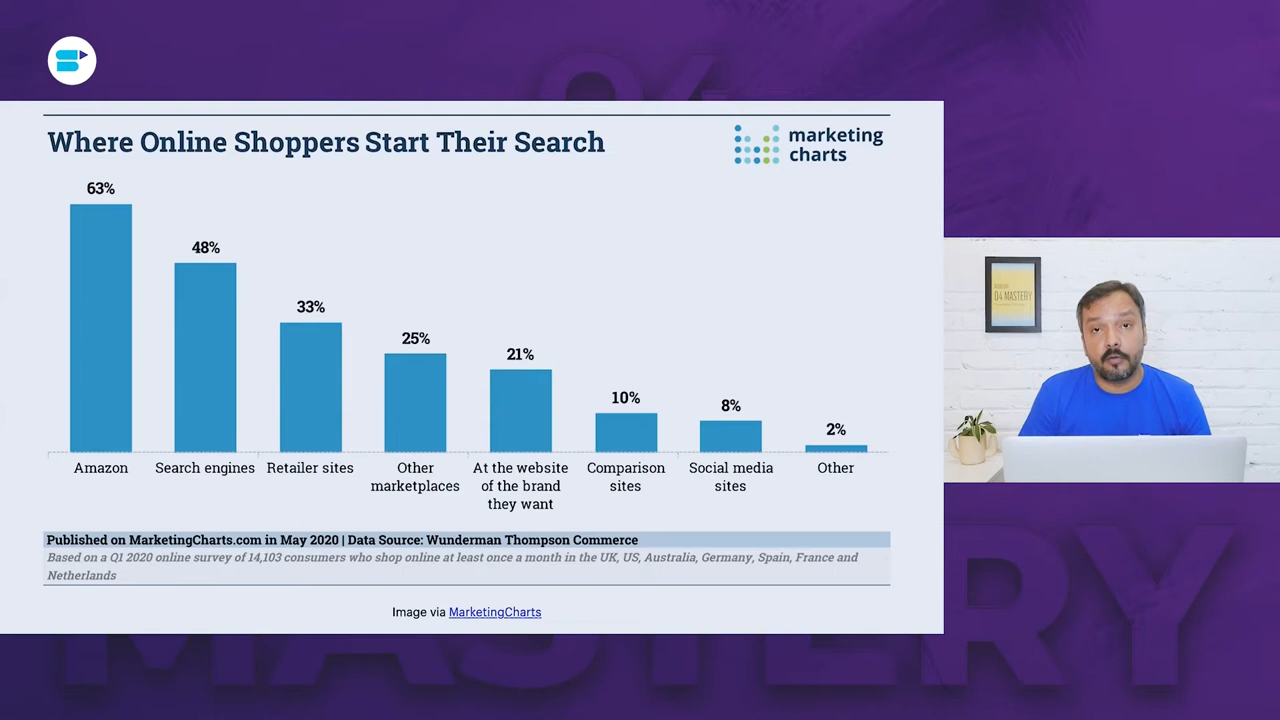 Where Online Shoppers Start Their Search
marketing
charts
63%
48%
33%
25%
21%
10%
8%
2%
Amazon
Search engines
Retailer sites
Other
marketplaces
At the website
of the brand
they want
Comparison
sites
Social media
sites
Other
Published on MarketingCharts.com in May 2020 | Data Source: Wunderman Thompson Commerce
Based on a Q1 2020 online survey of 14,103 consumers who shop online at least once a month in the UK, US, Australia, Germany, Spain, France and
Netherlands
Image via MarketingCharts
Q4 MASTERY
MASTERY